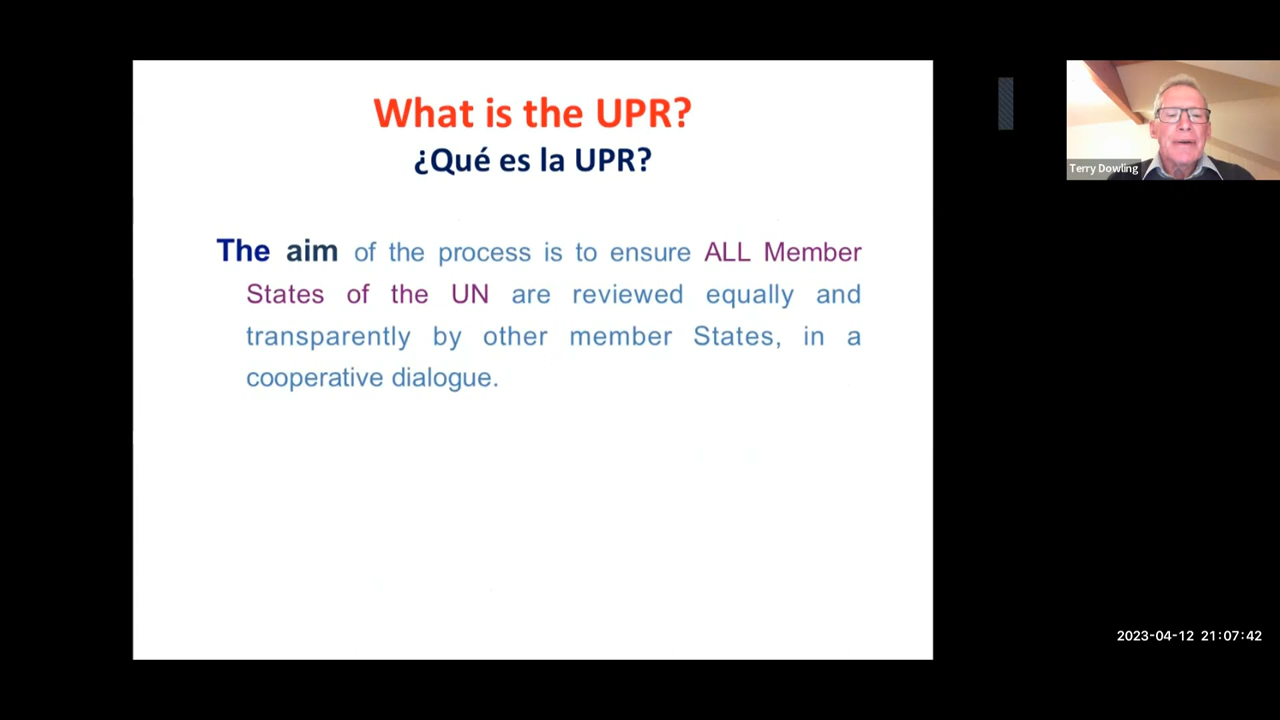 What is the UPR?
¿Qué es la UPR?
The aim of the process is to ensure ALL Member
States of the UN are reviewed equally and
transparently by other member States, in a
cooperative dialogue.
Terry Dowling
2023-04-12 21:07:42